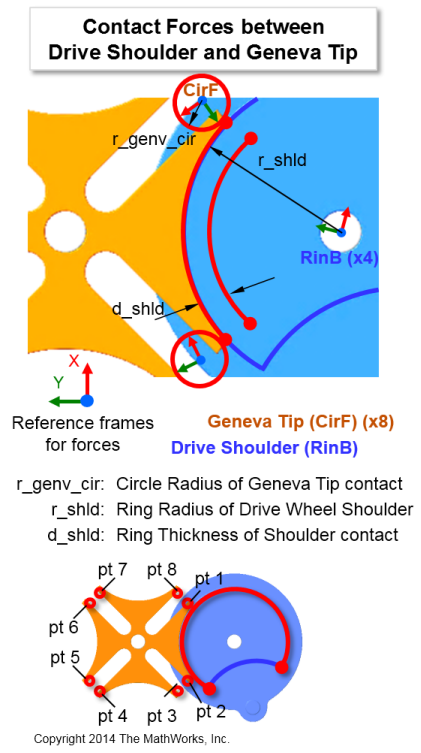 Contact Forces between
Drive Shoulder and Geneva Tip
CirF
r_genv_cir
r_shld
RinB (x4)
d_shld
X
Y
Reference frames
for forces
Geneva Tip (CirF) (x8)
Drive Shoulder (RinB)
r_genv_cir: Circle Radius of Geneva Tip contact
r_shld: Ring Radius of Drive Wheel Shoulder
d_shld: Ring Thickness of Shoulder contact
pt 7
pt 8
pt 1
pt 6
pt 5
pt 4
pt 3
pt 2
Copyright 2014 The MathWorks, Inc.